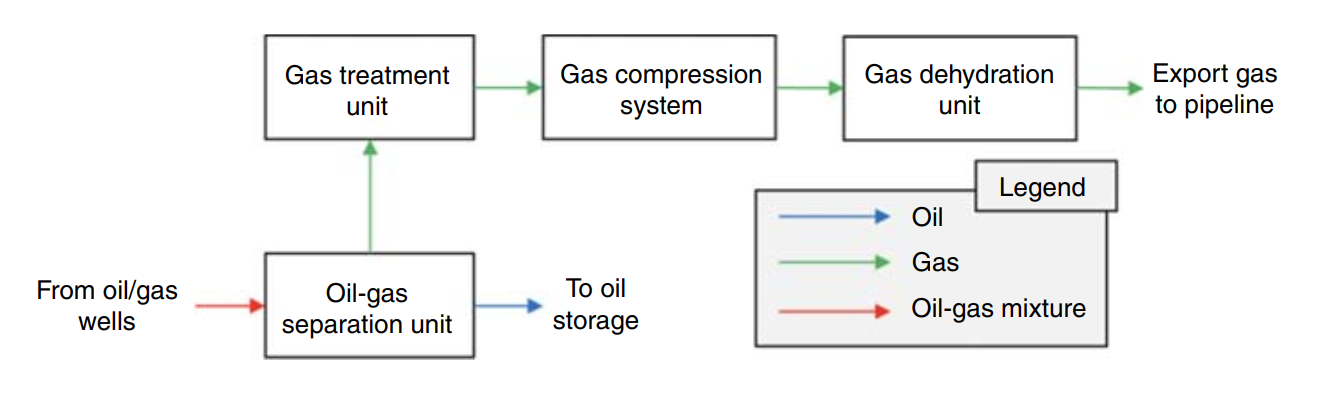 Gas treatment
unit
Gas compression
system
Gas dehydration
unit
Export gas
to pipeline
Legend
Oil
Gas
Oil-gas mixture
From oil/gas
wells
Oil-gas
separation unit
To oil
storage